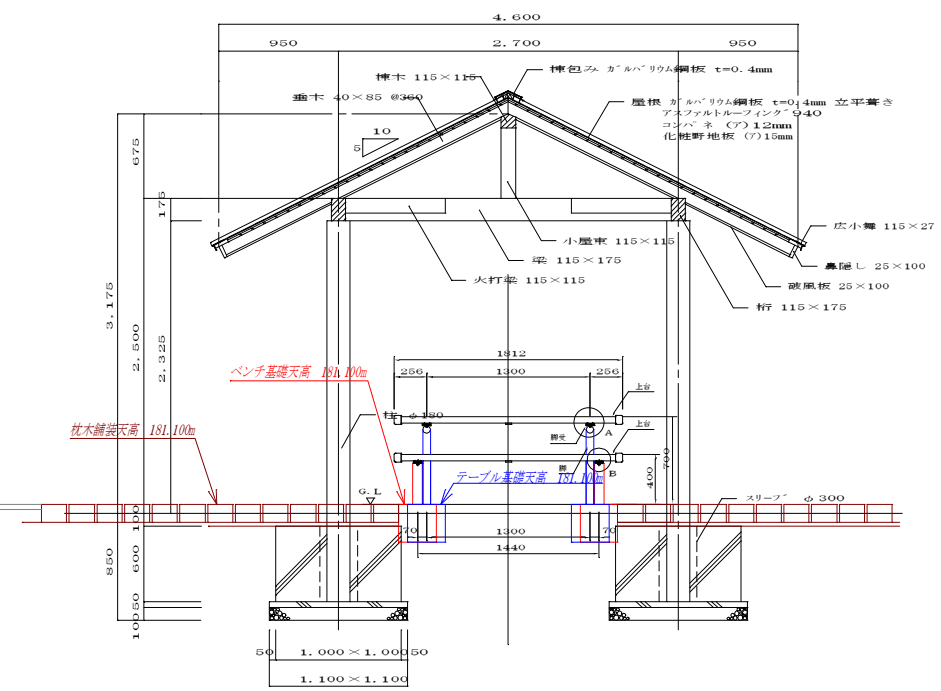 4.600
950
2.700
950
棟木 115×115
棟包み ガルバリウム鋼板 t=0.4mm
垂木 40×85 @360
屋根 ガルバリウム鋼板 t=0.4mm 立平葺き
アスファルトルーフィング 940
コンパネ (ア)12mm
化粧野地板 (ア)15mm
10
5
675
175
広小舞 115×27
小屋束 115×115
梁 115×175
鼻隠し 25×100
火打梁 115×115
破風板 25×100
桁 115×175
3.175
2.500
2.325
1812
ベンチ基礎天高 181.100m
256
1300
256
上台
柱 φ180
枕木舗装天高 181.100m
脚受
A
上台
700
脚
B
400
テーブル基礎天高 181.100m
G.L
スリーブ φ300
100
70
1300
70
1440
850
600
50
100
50
1.000×1.000
50
1.100×1.100